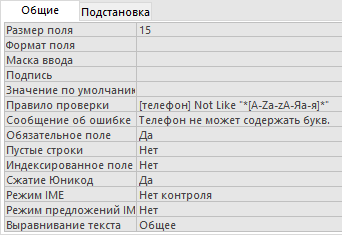 Общие Подстановка
Размер поля 15
Формат поля
Маска ввода
Подпись
Значение по умолчанию
Правило проверки [телефон] Not Like "*[A-Za-zА-Яа-я]*"
Сообщение об ошибке Телефон не может содержать букв.
Обязательное поле Да
Пустые строки Нет
Индексированное поле Нет
Сжатие Юникод Да
Режим IME Нет контроля
Режим предложений IM Нет
Выравнивание текста Общее